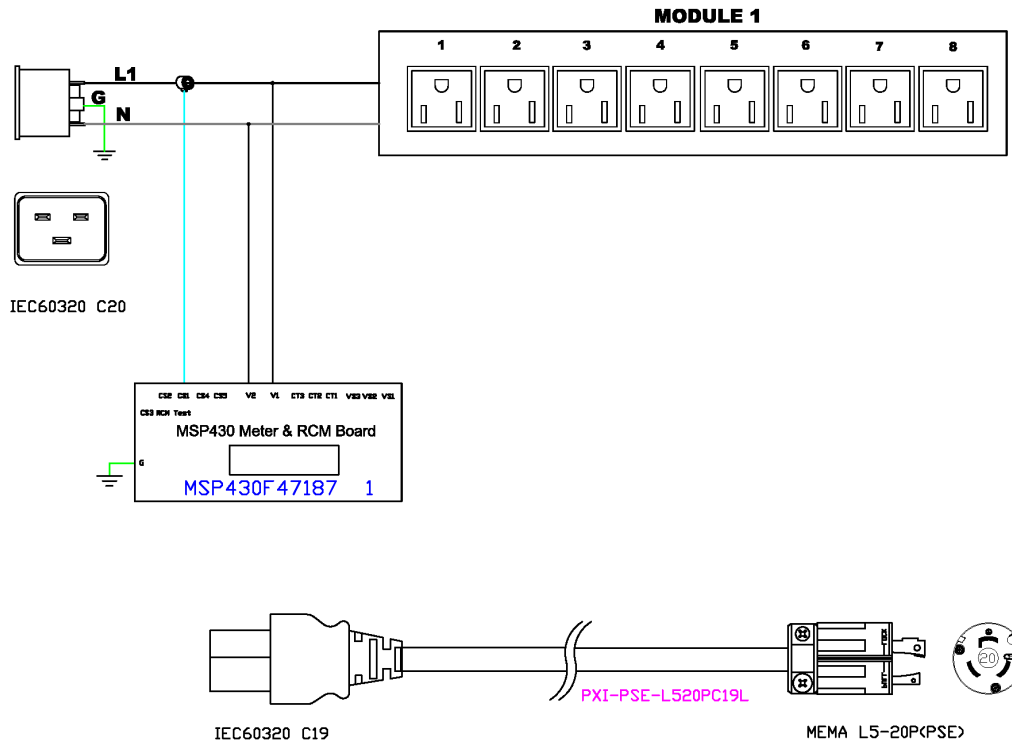 MODULE 1
1 2 3 4 5 6 7 8
L1
G
N
IEC60320 C20
CS2 CS1 CS4 CS5 V2 V1 CT3 CT2 CT1 VS3 VS2 VS1
CS3 RCM Test
MSP430 Meter & RCM Board
G
MSP430F47187 1
20
PXI-PSE-L520PC19L
IEC60320 C19
MEMA L5-20P(PSE)